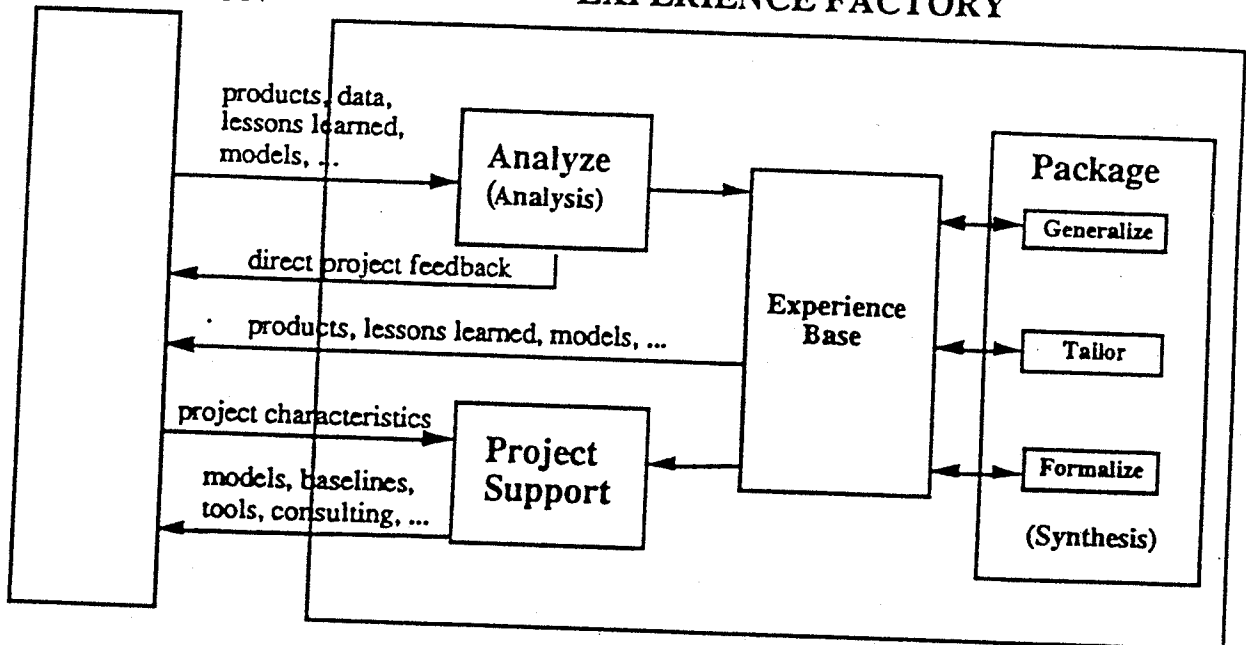 EXPERIENCE FACTORY
products, data,
lessons learned,
models, ...
Analyze
(Analysis)
direct project feedback
products, lessons learned, models, ...
project characteristics
models, baselines,
tools, consulting, ...
Project
Support
Experience
Base
Package
Generalize
Tailor
Formalize
(Synthesis)